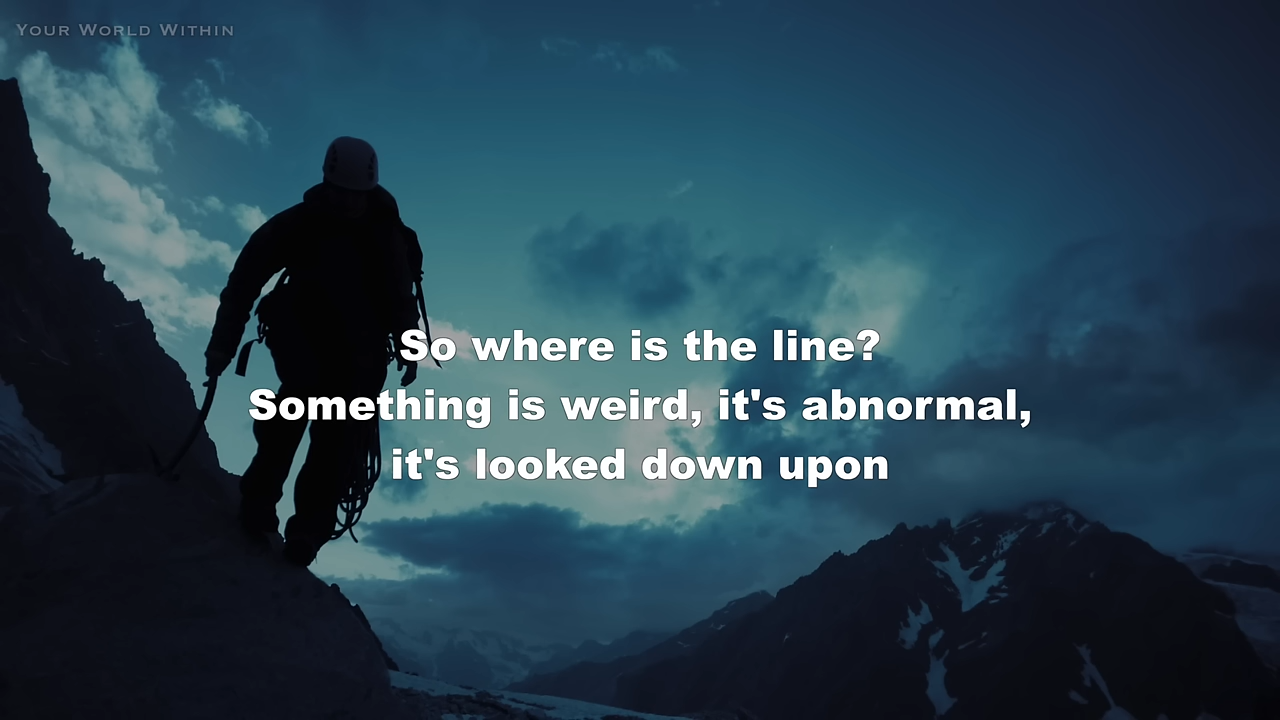 Your World Within
So where is the line?
Something is weird, it's abnormal,
it's looked down upon